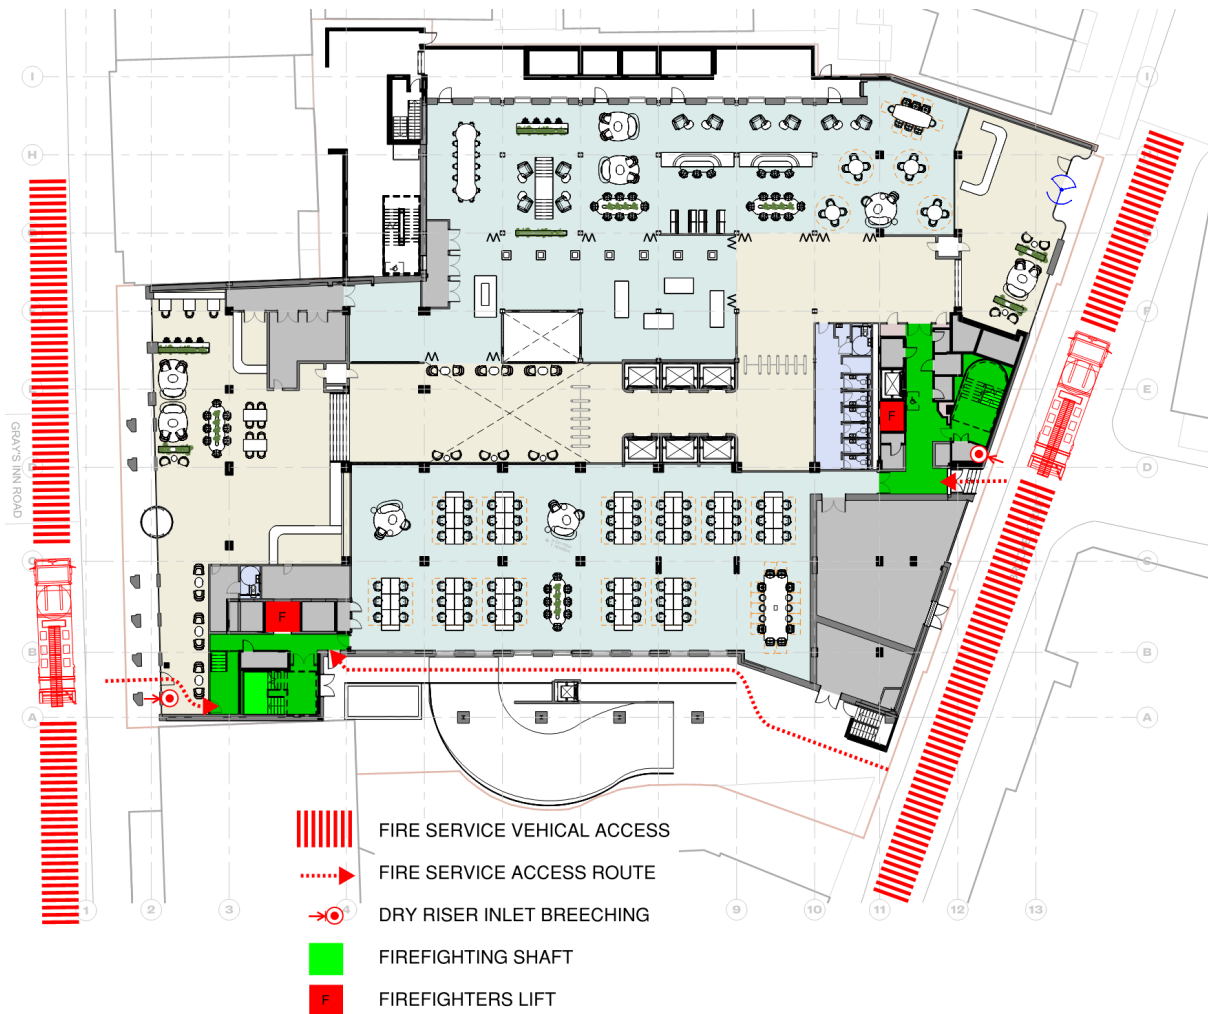 I
I
H
H
F
F
E
E
F
GRAY'S INN ROAD
D
D
C
C
F
B
B
A
A
FIRE SERVICE VEHICAL ACCESS
FIRE SERVICE ACCESS ROUTE
1
2
3
4
9
10
11
12
13
DRY RISER INLET BREECHING
FIREFIGHTING SHAFT
F
FIREFIGHTERS LIFT